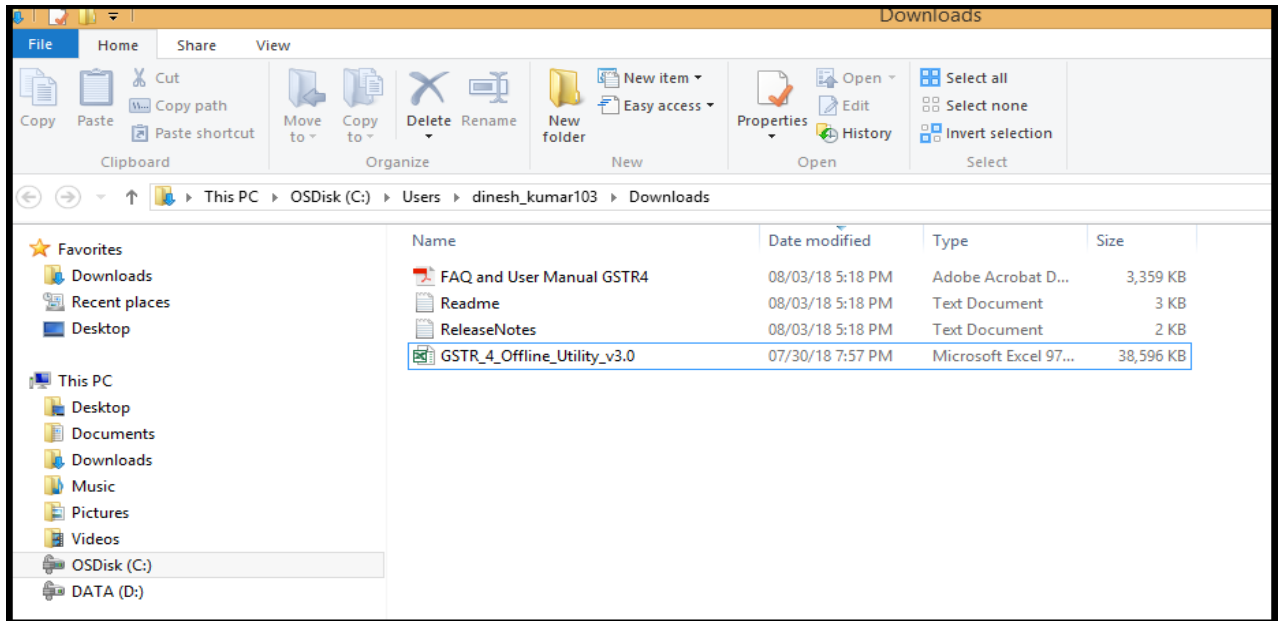 Downloads
File Home Share View
Copy
Paste
Cut
Copy path
Paste shortcut
Clipboard
Move to
Copy to
Delete
Rename
Organize
New folder
New item
Easy access
New
Properties
Open
Edit
History
Open
Select all
Select none
Invert selection
Select
This PC OSDisk (C:) Users dinesh_kumar103 Downloads
Favorites
Downloads
Recent places
Desktop
This PC
Desktop
Documents
Downloads
Music
Pictures
Videos
OSDisk (C:)
DATA (D:)
Name Date modified Type Size
FAQ and User Manual GSTR4 08/03/18 5:18 PM Adobe Acrobat D... 3,359 KB
Readme 08/03/18 5:18 PM Text Document 3 KB
ReleaseNotes 08/03/18 5:18 PM Text Document 2 KB
GSTR_4_Offline_Utility_v3.0 07/30/18 7:57 PM Microsoft Excel 97... 38,596 KB